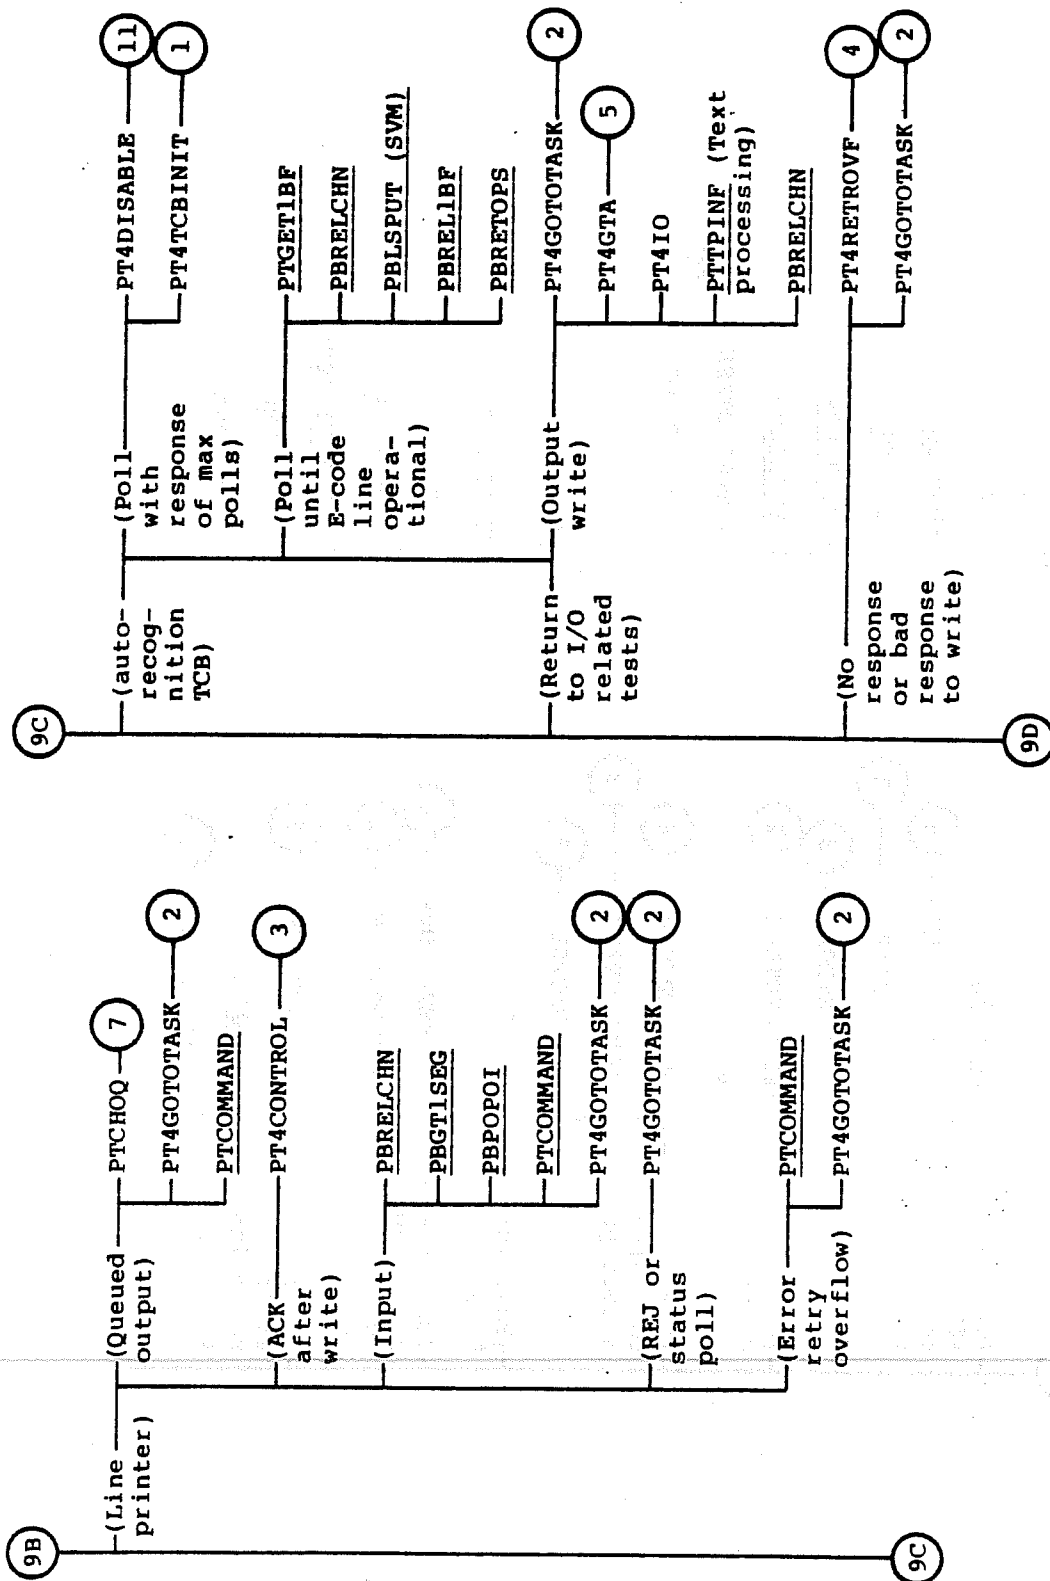 9B
(Line
printer)
(Queued
output)
PTCHOQ
7
PT4GOTOTASK
2
PTCOMMAND
(ACK
after
write)
PT4CONTROL
3
(Input)
PBRELCHN
PBGT1SEG
PBPOPOI
PTCOMMAND
PT4GOTOTASK
2
(REJ or
status
poll)
PT4GOTOTASK
2
(Error
retry
overflow)
PTCOMMAND
PT4GOTOTASK
2
9C
9C
(auto-
recog-
nition
TCB)
(Poll
with
response
of max
polls)
PT4DISABLE
11
PT4TCBINIT
1
(Poll
until
E-code
line
opera-
tional)
PTGET1BF
PBRELCHN
PBLSPUT (SVM)
PBREL1BF
PBRETOPS
(Return
to I/O
related
tests)
(Output
write)
PT4GOTOTASK
2
PT4GTA
5
PT4IO
PTTPINF (Text
processing)
PBRELCHN
(No
response
or bad
response
to write)
PT4RETROVF
4
PT4GOTOTASK
2
9D